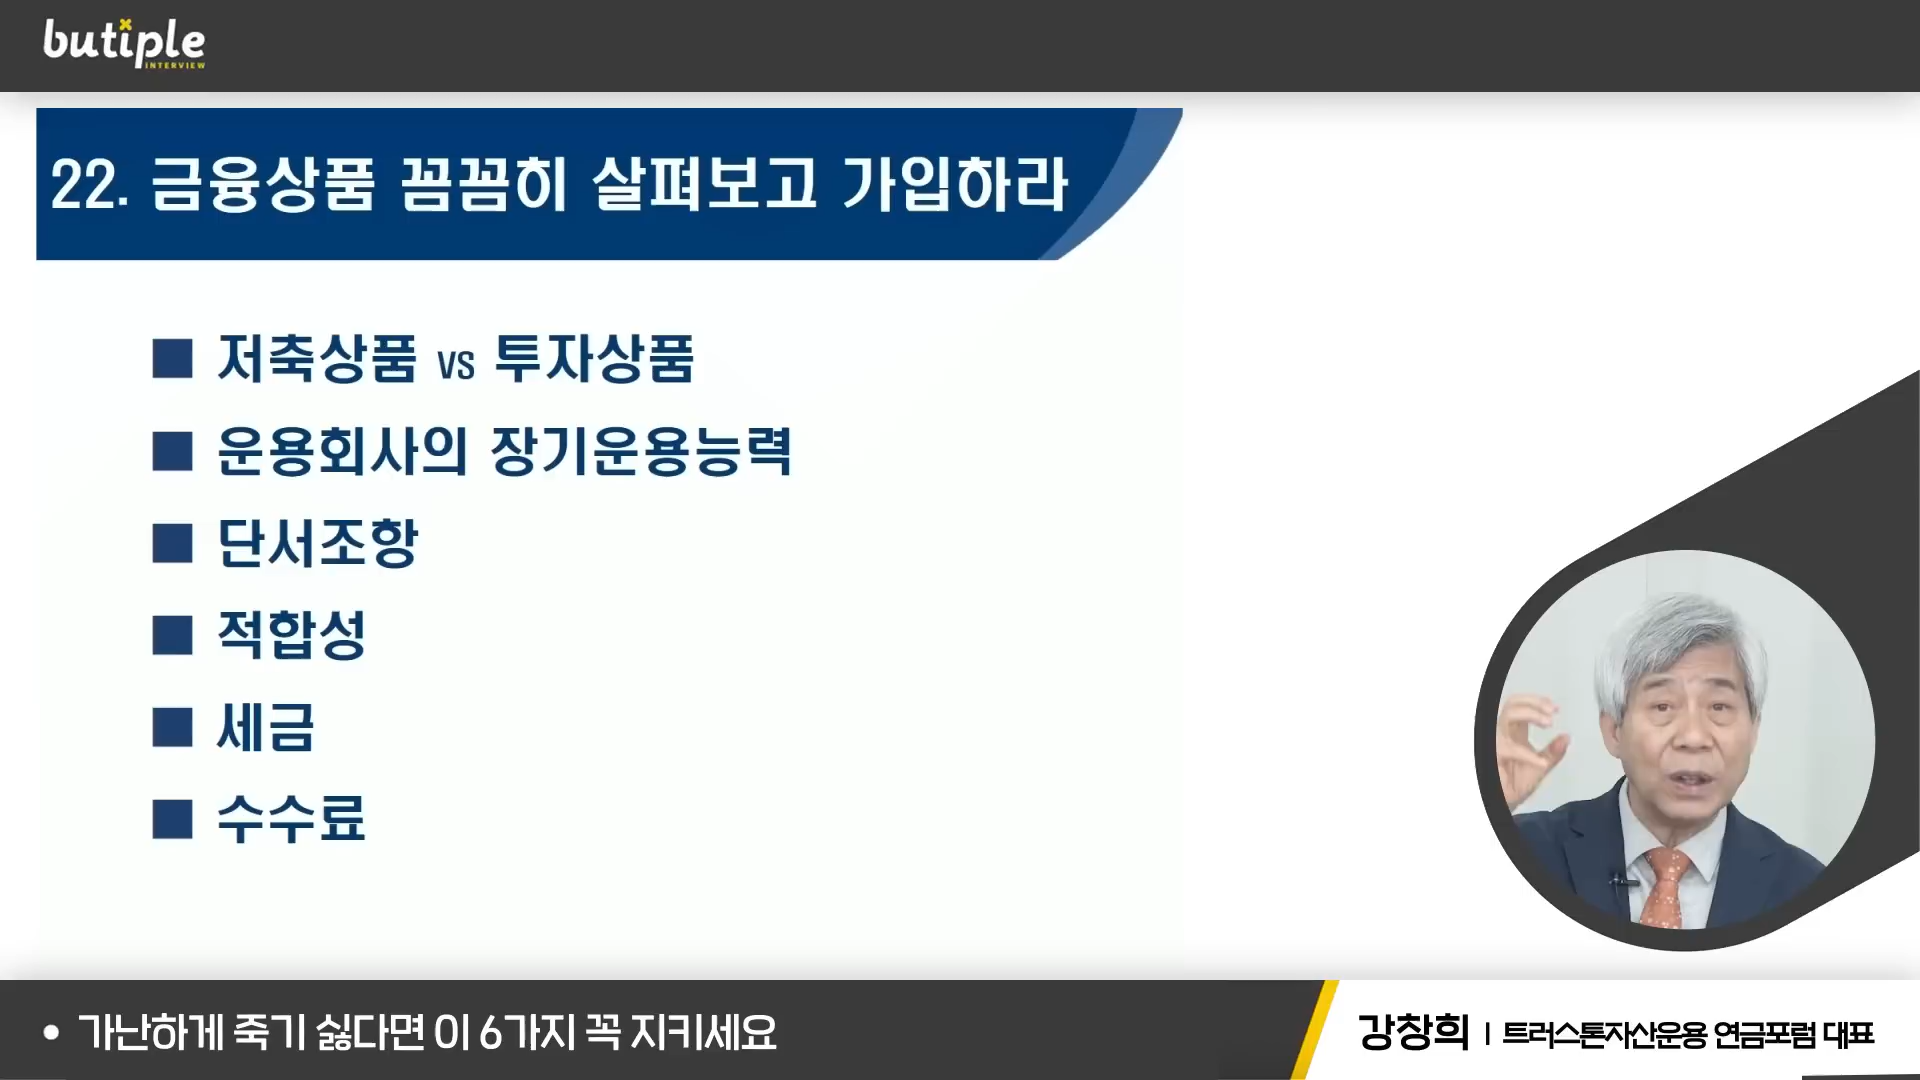 butiple
INTERVIEW
22. 금융상품 꼼꼼히 살펴보고 가입하라
저축상품 vs 투자상품
운용회사의 장기운용능력
단서조항
적합성
세금
수수료
• 가난하게 죽기 싫다면 이 6가지 꼭 지키세요
강창희 | 트러스톤자산운용 연금포럼 대표